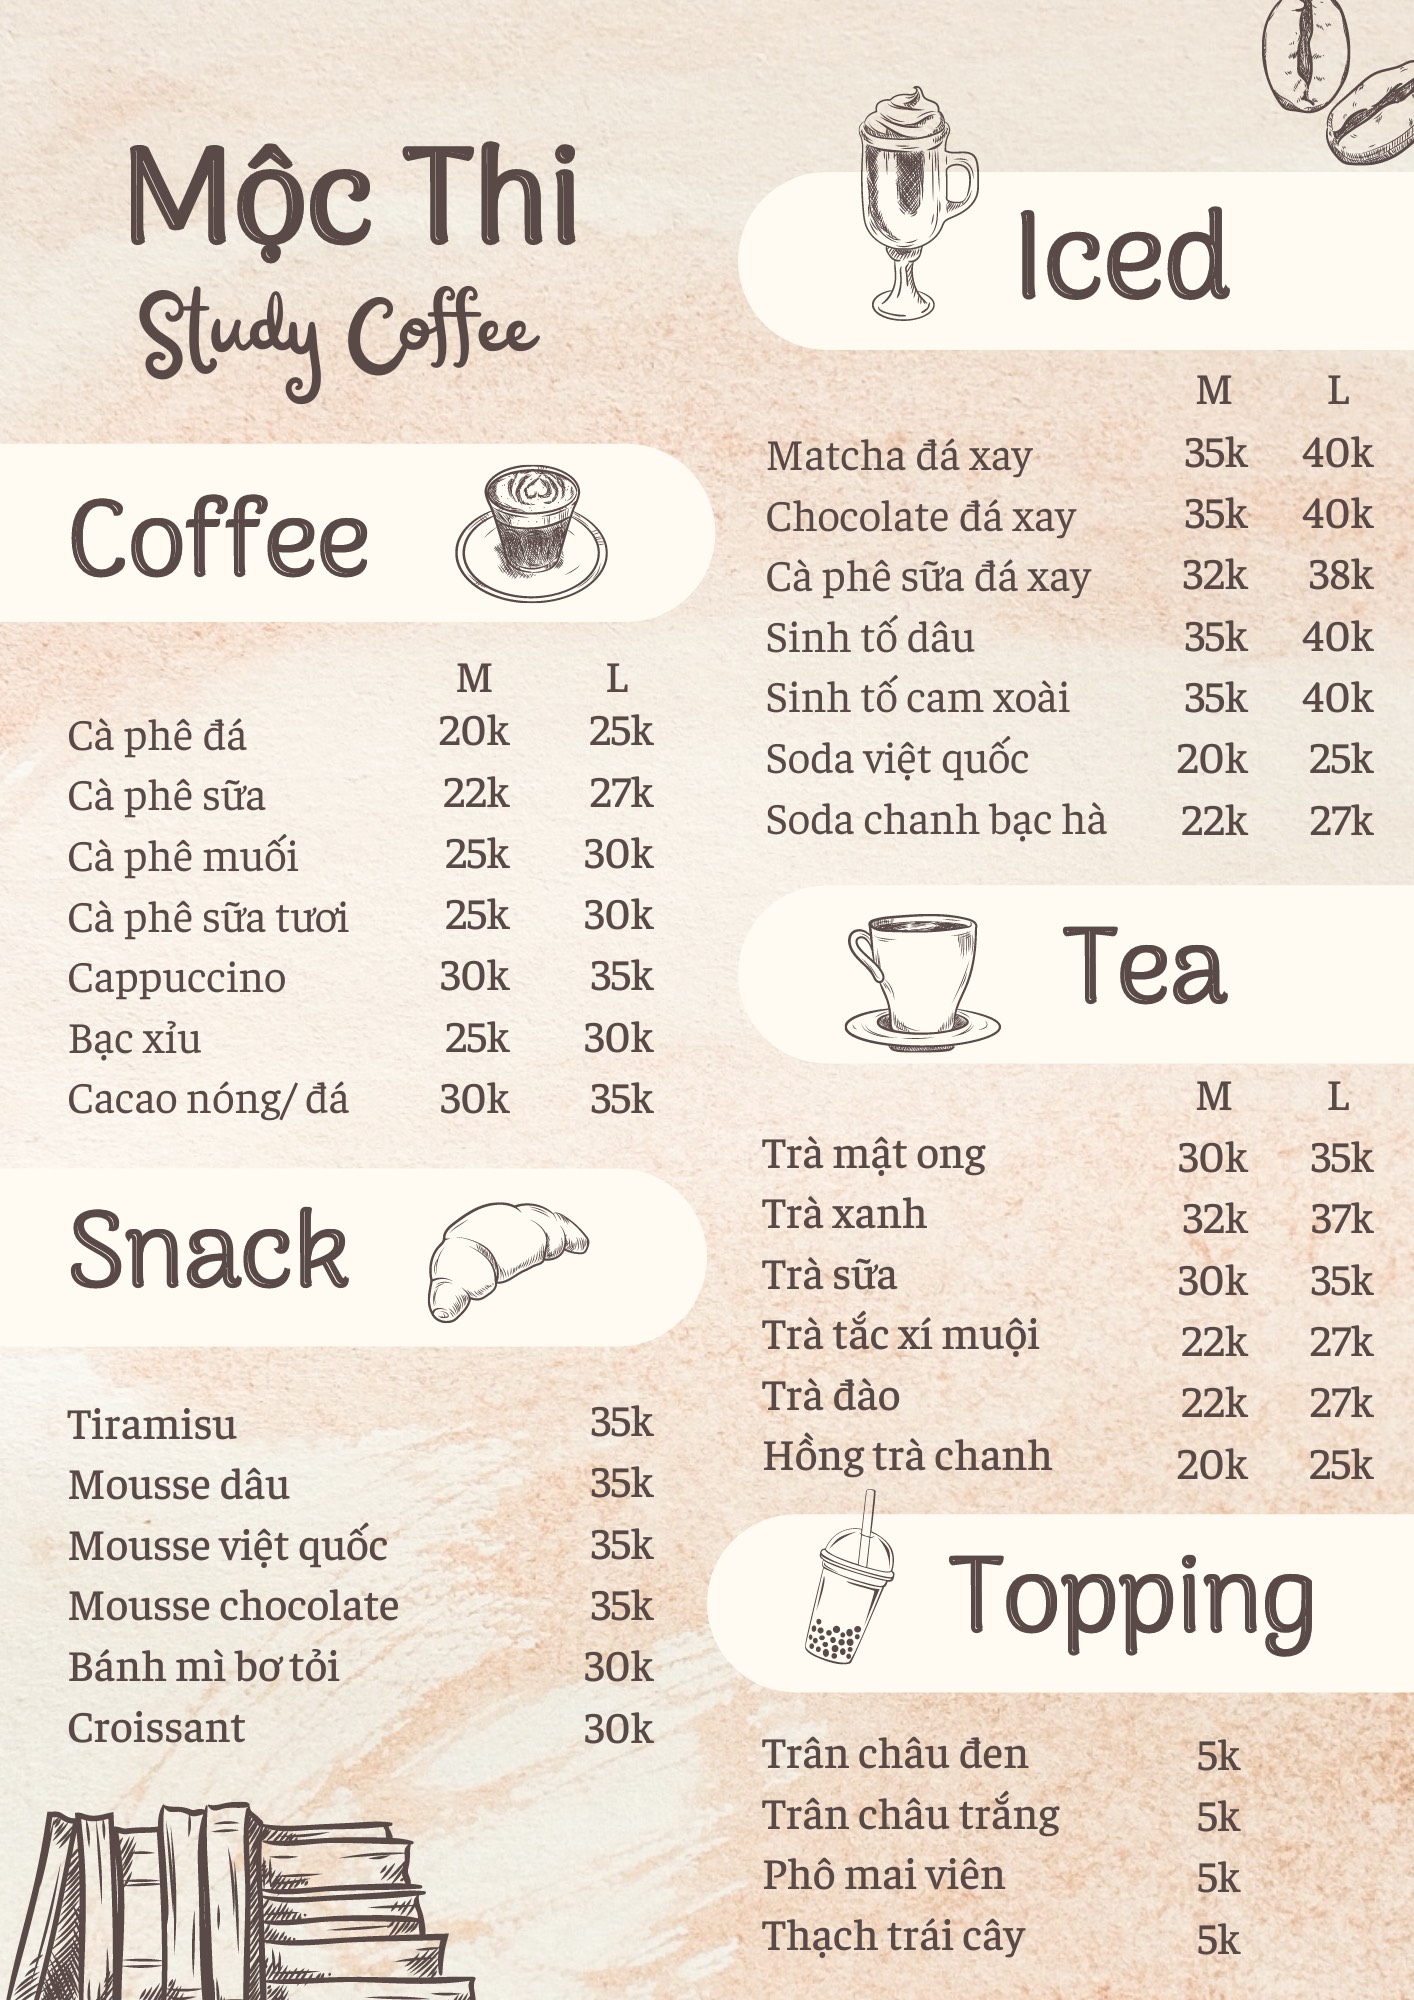 Mộc Thi
Study Coffee
Coffee
M L
Cà phê đá 20k 25k
Cà phê sữa 22k 27k
Cà phê muối 25k 30k
Cà phê sữa tươi 25k 30k
Cappuccino 30k 35k
Bạc xỉu 25k 30k
Cacao nóng/ đá 30k 35k
Snack
Tiramisu 35k
Mousse dâu 35k
Mousse việt quốc 35k
Mousse chocolate 35k
Bánh mì bơ tỏi 30k
Croissant 30k
Iced
M L
Matcha đá xay 35k 40k
Chocolate đá xay 35k 40k
Cà phê sữa đá xay 32k 38k
Sinh tố dâu 35k 40k
Sinh tố cam xoài 35k 40k
Soda việt quốc 20k 25k
Soda chanh bạc hà 22k 27k
Tea
M L
Trà mật ong 30k 35k
Trà xanh 32k 37k
Trà sữa 30k 35k
Trà tắc xí muội 22k 27k
Trà đào 22k 27k
Hồng trà chanh 20k 25k
Topping
Trân châu đen 5k
Trân châu trắng 5k
Phô mai viên 5k
Thạch trái cây 5k